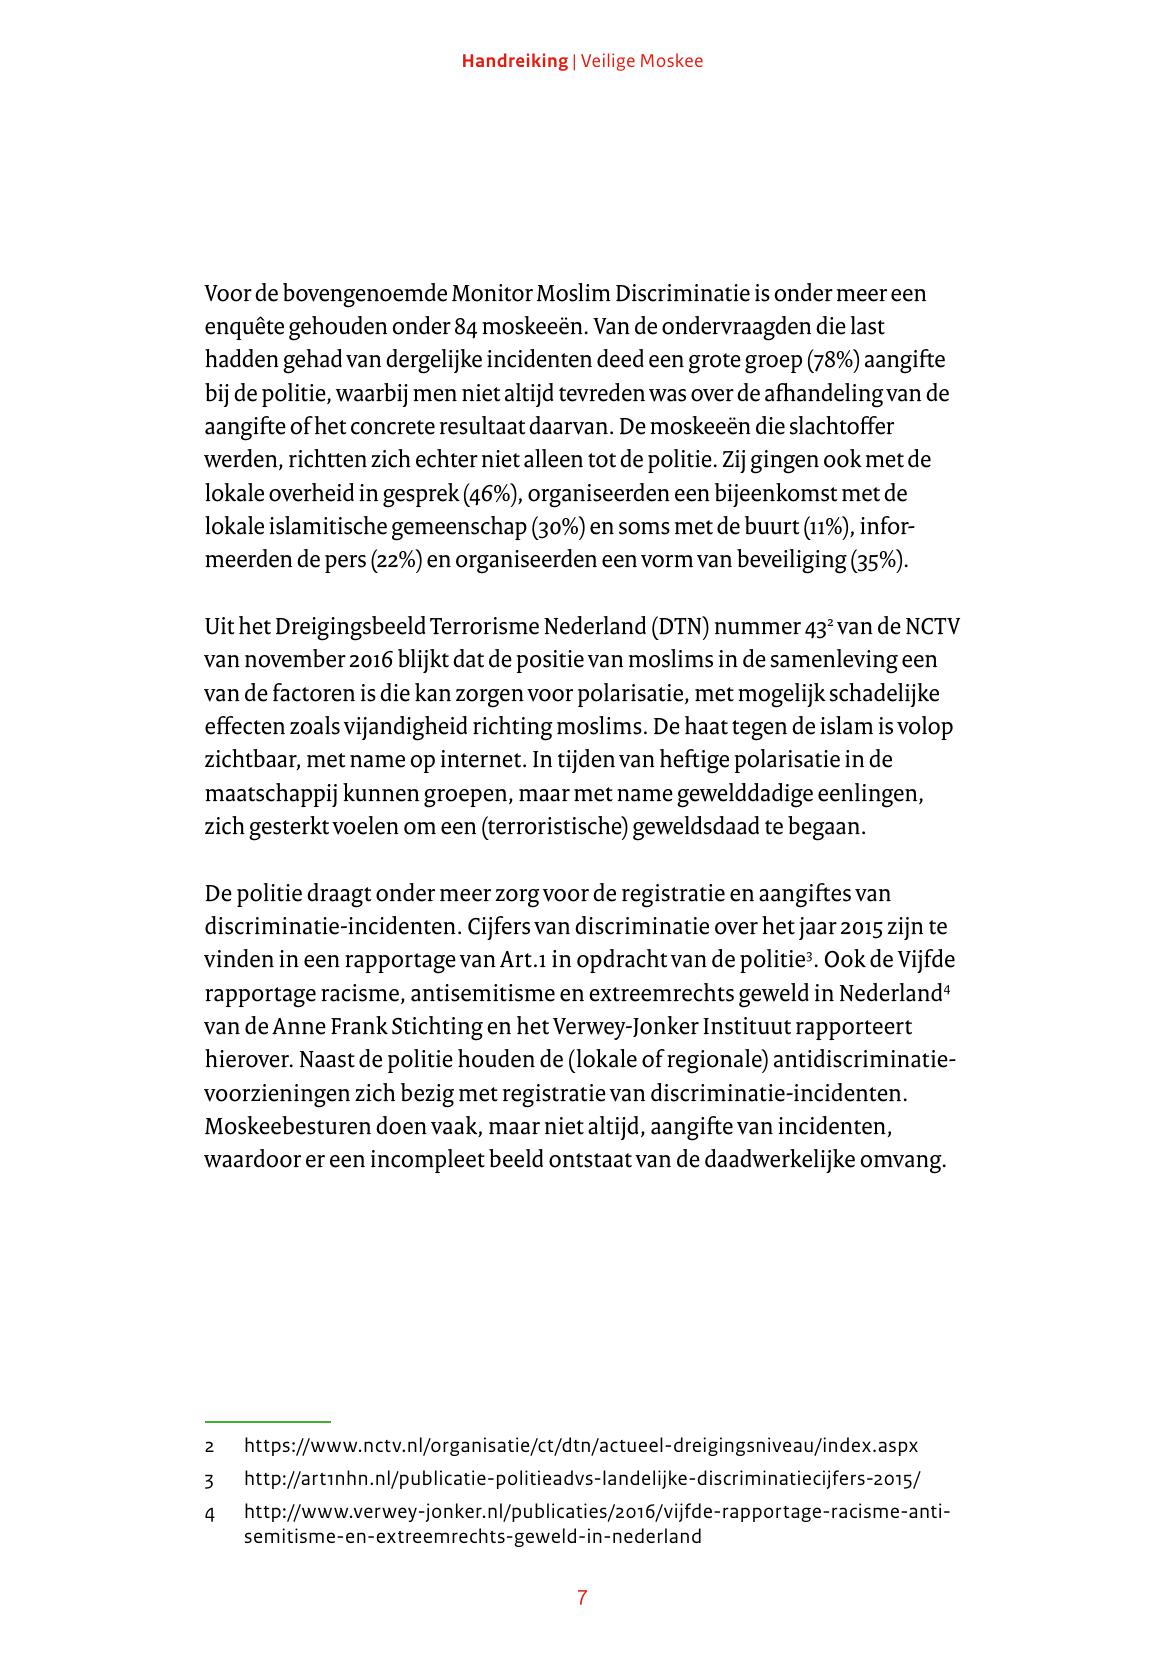 Handreiking | Veilige Moskee
Voor de bovengenoemde Monitor Moslim Discriminatie is onder meer een
enquête gehouden onder 84 moskeeën. Van de ondervraagden die last
hadden gehad van dergelijke incidenten deed een grote groep (78%) aangifte
bij de politie, waarbij men niet altijd tevreden was over de afhandeling van de
aangifte of het concrete resultaat daarvan. De moskeeën die slachtoffer
werden, richtten zich echter niet alleen tot de politie. Zij gingen ook met de
lokale overheid in gesprek (46%), organiseerden een bijeenkomst met de
lokale islamitische gemeenschap (30%) en soms met de buurt (11%), infor-
meerden de pers (22%) en organiseerden een vorm van beveiliging (35%).
Uit het Dreigingsbeeld Terrorisme Nederland (DTN) nummer 43² van de NCTV
van november 2016 blijkt dat de positie van moslims in de samenleving een
van de factoren is die kan zorgen voor polarisatie, met mogelijk schadelijke
effecten zoals vijandigheid richting moslims. De haat tegen de islam is volop
zichtbaar, met name op internet. In tijden van heftige polarisatie in de
maatschappij kunnen groepen, maar met name gewelddadige eenlingen,
zich gesterkt voelen om een (terroristische) geweldsdaad te begaan.
De politie draagt onder meer zorg voor de registratie en aangiftes van
discriminatie-incidenten. Cijfers van discriminatie over het jaar 2015 zijn te
vinden in een rapportage van Art.1 in opdracht van de politie³. Ook de Vijfde
rapportage racisme, antisemitisme en extreemrechts geweld in Nederland⁴
van de Anne Frank Stichting en het Verwey-Jonker Instituut rapporteert
hierover. Naast de politie houden de (lokale of regionale) antidiscriminatie-
voorzieningen zich bezig met registratie van discriminatie-incidenten.
Moskeebesturen doen vaak, maar niet altijd, aangifte van incidenten,
waardoor er een incompleet beeld ontstaat van de daadwerkelijke omvang.
2 https://www.nctv.nl/organisatie/ct/dtn/actueel-dreigingsniveau/index.aspx
3 http://art1nhn.nl/publicatie-politieadvs-landelijke-discriminatiecijfers-2015/
4 http://www.verwey-jonker.nl/publicaties/2016/vijfde-rapportage-racisme-anti-
semitisme-en-extreemrechts-geweld-in-nederland
7